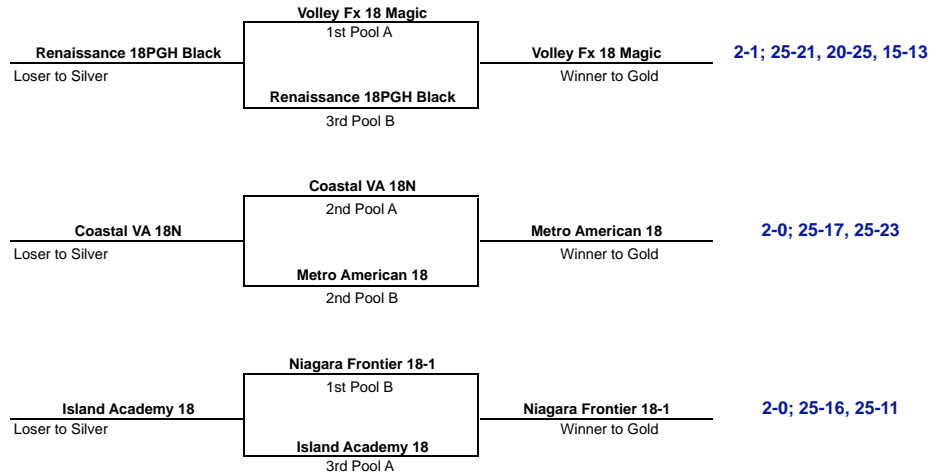 Volley Fx 18 Magic
1st Pool A
Renaissance 18PGH Black
Volley Fx 18 Magic
2-1; 25-21, 20-25, 15-13
Loser to Silver
Winner to Gold
Renaissance 18PGH Black
3rd Pool B
Coastal VA 18N
2nd Pool A
Coastal VA 18N
Metro American 18
2-0; 25-17, 25-23
Loser to Silver
Winner to Gold
Metro American 18
2nd Pool B
Niagara Frontier 18-1
1st Pool B
Island Academy 18
Niagara Frontier 18-1
2-0; 25-16, 25-11
Loser to Silver
Winner to Gold
Island Academy 18
3rd Pool A